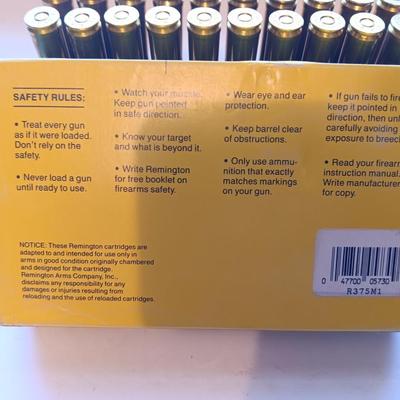 SAFETY RULES:
• Treat every gun
as if it were loaded.
Don't rely on the
safety.
• Never load a gun
until ready to use.
• Watch your muzzle.
Keep gun pointed
in safe direction.
• Know your target
and what is beyond it.
• Write Remington
for free booklet on
firearms safety.
• Wear eye and ear
protection.
• Keep barrel clear
of obstructions.
• Only use ammu-
nition that exactly
matches markings
on your gun.
• If gun fails to fire
keep it pointed in
direction, then unl
carefully avoiding
exposure to breec
• Read your firearm
instruction manual.
Write manufacturer
for copy.
NOTICE: These Remington cartridges are
adapted to and intended for use only in
arms in good condition originally chambered
and designed for the cartridge.
Remington Arms Company, Inc.,
disclaims any responsibility for any
damages or injuries resulting from
reloading and the use of reloaded cartridges.
0 47700 05730
R375M1